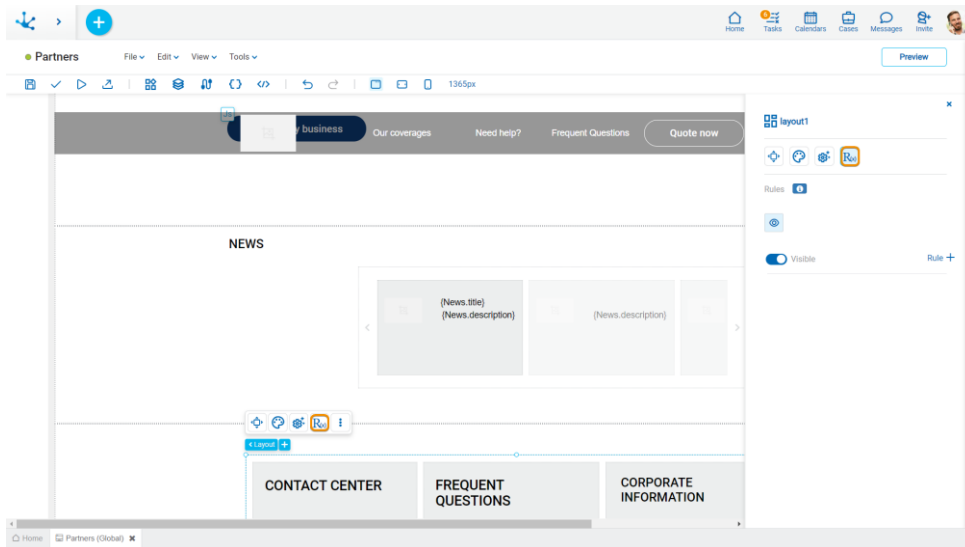 Home
6
Tasks
Calendars
Cases
Messages
Invite
Partners
File
Edit
View
Tools
Preview
1365px
Js
y business
Our coverages
Need help?
Frequent Questions
Quote now
layout1
R(x)
Rules
Visible
Rule +
NEWS
{News.title}
{News.description}
{News.description}
R(x)
Layout
+
CONTACT CENTER
FREQUENT
QUESTIONS
CORPORATE
INFORMATION
Home
Partners (Global)